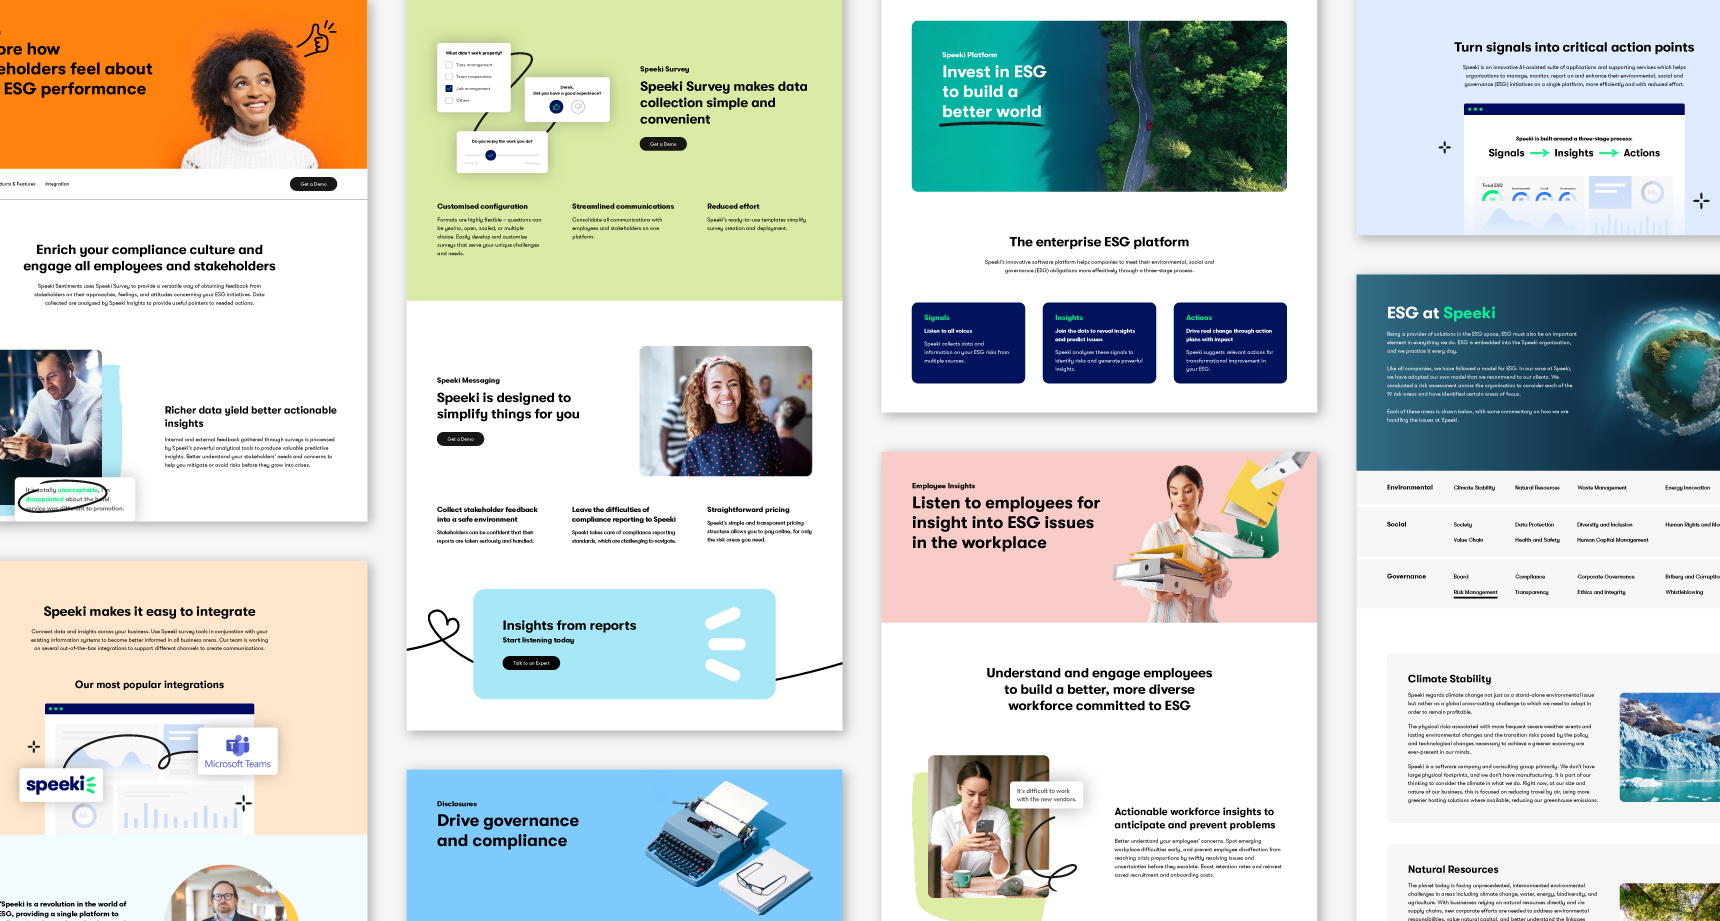 ore how
eholders feel about
ESG performance
ducts & Features
Integration
Get a Demo
Enrich your compliance culture and
engage all employees and stakeholders
Speeki Sentiments uses Speeki Survey to provide a versatile way of obtaining feedback from
stakeholders on their approaches, feelings, and attitudes concerning your ESG initiatives. Data
collected are analysed by Speeki Insights to provide useful pointers to needed actions.
Richer data yield better actionable
insights
Internal and external feedback gathered through surveys is processed
by Speeki's powerful analytical tools to produce valuable predictive
insights. Better understand your stakeholders' needs and concerns to
help you mitigate or avoid risks before they grow into crises.
It is totally unacceptable, I'm
disappointed about the hotel
service was different to promotion.
Speeki makes it easy to integrate
Connect data and insights across your business. Use Speeki survey tools in conjunction with your
existing information systems to become better informed in all business areas. Our team is working
on several out-of-the-box integrations to support different channels to create communications.
Our most popular integrations
Microsoft Teams
speeki
60%
"Speeki is a revolution in the world of
ESG, providing a single platform to
What didn't work properly?
Time management
Team cooperation
Job arrangement
Others
Derek,
Did you have a good experience?
Do you enjoy the work you do?
Speeki Survey
Speeki Survey makes data
collection simple and
convenient
Get a Demo
Customised configuration
Formats are highly flexible – questions can
be yes/no, open, scaled, or multiple
choice. Easily develop and customise
surveys that serve your unique challenges
and needs.
Streamlined communications
Consolidate all communications with
employees and stakeholders on one
platform.
Reduced effort
Speeki's ready-to-use templates simplify
survey creation and deployment.
Speeki Messaging
Speeki is designed to
simplify things for you
Get a Demo
Collect stakeholder feedback
into a safe environment
Stakeholders can be confident that their
reports are taken seriously and handled.
Leave the difficulties of
compliance reporting to Speeki
Speeki takes care of compliance reporting
standards, which are challenging to navigate.
Straightforward pricing
Speeki's simple and transparent pricing
structure allows you to pay online, for only
the risk areas you need.
Insights from reports
Start listening today
Talk to an Expert
Disclosures
Drive governance
and compliance
Speeki Platform
Invest in ESG
to build a
better world
The enterprise ESG platform
Speeki's innovative software platform helps companies to meet their environmental, social and
governance (ESG) obligations more effectively through a three-stage process.
Signals
Listen to all voices
Speeki collects data and
information on your ESG risks from
multiple sources.
Insights
Join the dots to reveal insights
and predict issues
Speeki analyses these signals to
identify risks and generate powerful
insights.
Actions
Drive real change through action
plans with impact
Speeki suggests relevant actions for
transformational improvement in
your ESG.
Employee Insights
Listen to employees for
insight into ESG issues
in the workplace
Understand and engage employees
to build a better, more diverse
workforce committed to ESG
It's difficult to work
with the new vendors.
Actionable workforce insights to
anticipate and prevent problems
Better understand your employees' concerns. Spot emerging
workplace difficulties early, and prevent employee disaffection from
reaching crisis proportions by swiftly resolving issues and
uncertainties before they escalate. Boost retention rates and reinvest
saved recruitment and onboarding costs.
Turn signals into critical action points
Speeki is an innovative AI-assisted suite of applications and supporting services which helps
organisations to manage, monitor, report on and enhance their environmental, social and
governance (ESG) initiatives on a single platform, more efficiently and with reduced effort.
Speeki is built around a three-stage process:
Signals
Insights
Actions
Total ESG
ESG at Speeki
Being a provider of solutions in the ESG space, ESG must also be an important
element in everything we do. ESG is embedded into the Speeki organisation,
and we practice it every day.
Like all companies, we have followed a model for ESG. In our case at Speeki,
we have adopted our own model that we recommend to our clients. We
conducted a risk assessment across the organisation to consider each of the
19 risk areas and have identified certain areas of focus.
Each of these areas is shown below, with some commentary on how we are
handling the issues at Speeki.
Environmental
Climate Stability
Natural Resources
Waste Management
Energy Innovation
Social
Society
Data Protection
Diversity and Inclusion
Human Rights and Mo
Value Chain
Health and Safety
Human Capital Management
Governance
Board
Compliance
Corporate Governance
Bribery and Corruptio
Risk Management
Transparency
Ethics and Integrity
Whistleblowing
Climate Stability
Speeki regards climate change not just as a stand-alone environmental issue
but rather as a global cross-cutting challenge to which we need to adapt in
order to remain profitable.
The physical risks associated with more frequent severe weather events and
lasting environmental changes and the transition risks posed by the policy
and technological changes necessary to achieve a greener economy are
ever-present in our minds.
Speeki is a software company and consulting group primarily. We don't have
large physical footprints, and we don't have manufacturing. It is part of our
thinking to consider the climate in what we do. Right now, at our size and
nature of our business, this is focused on reducing travel by air, using more
greener hosting solutions where available, reducing our greenhouse emissions.
Natural Resources
The planet today is facing unprecedented, interconnected environmental
challenges in areas including climate change, water, energy, biodiversity, and
agriculture. With businesses relying on natural resources directly and via
supply chains, new corporate efforts are needed to address environmental
responsibilities, value natural capital, and better understand the linkages